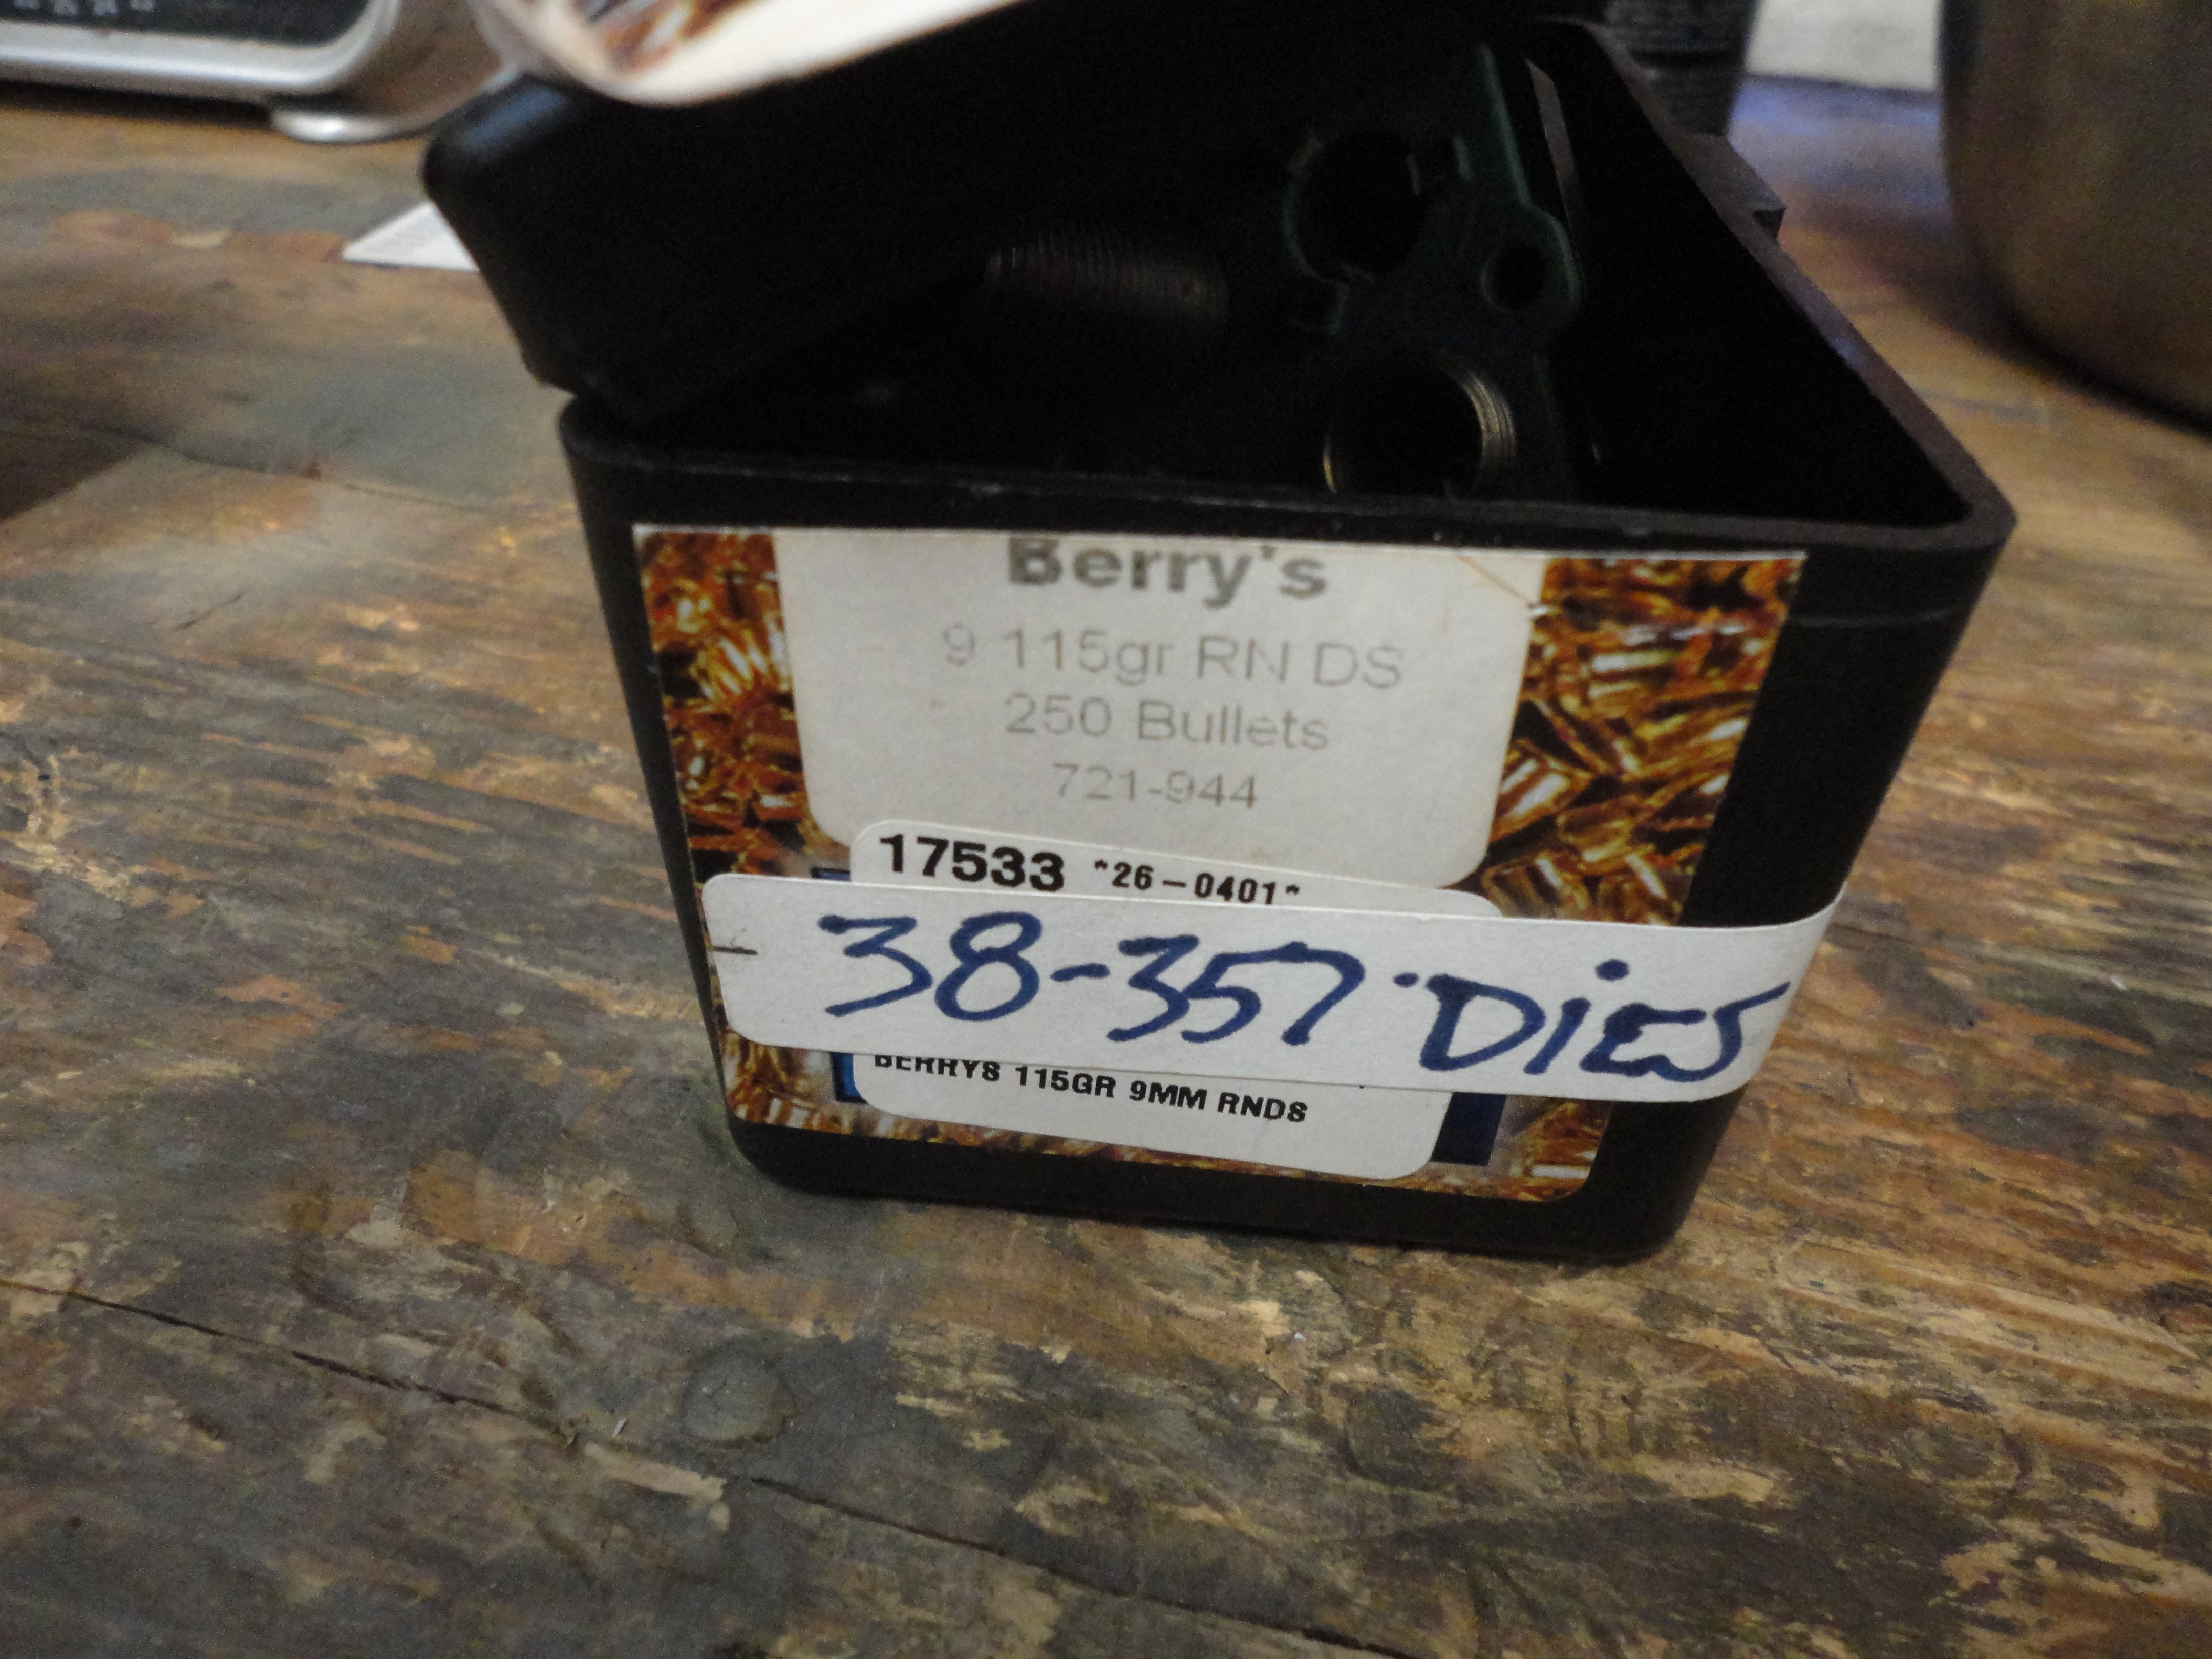 Berry's
9 115gr RN DS
250 Bullets
721-944
17533 *26-0401*
38-357 DiES
BERRYS 115GR 9MM RNDS